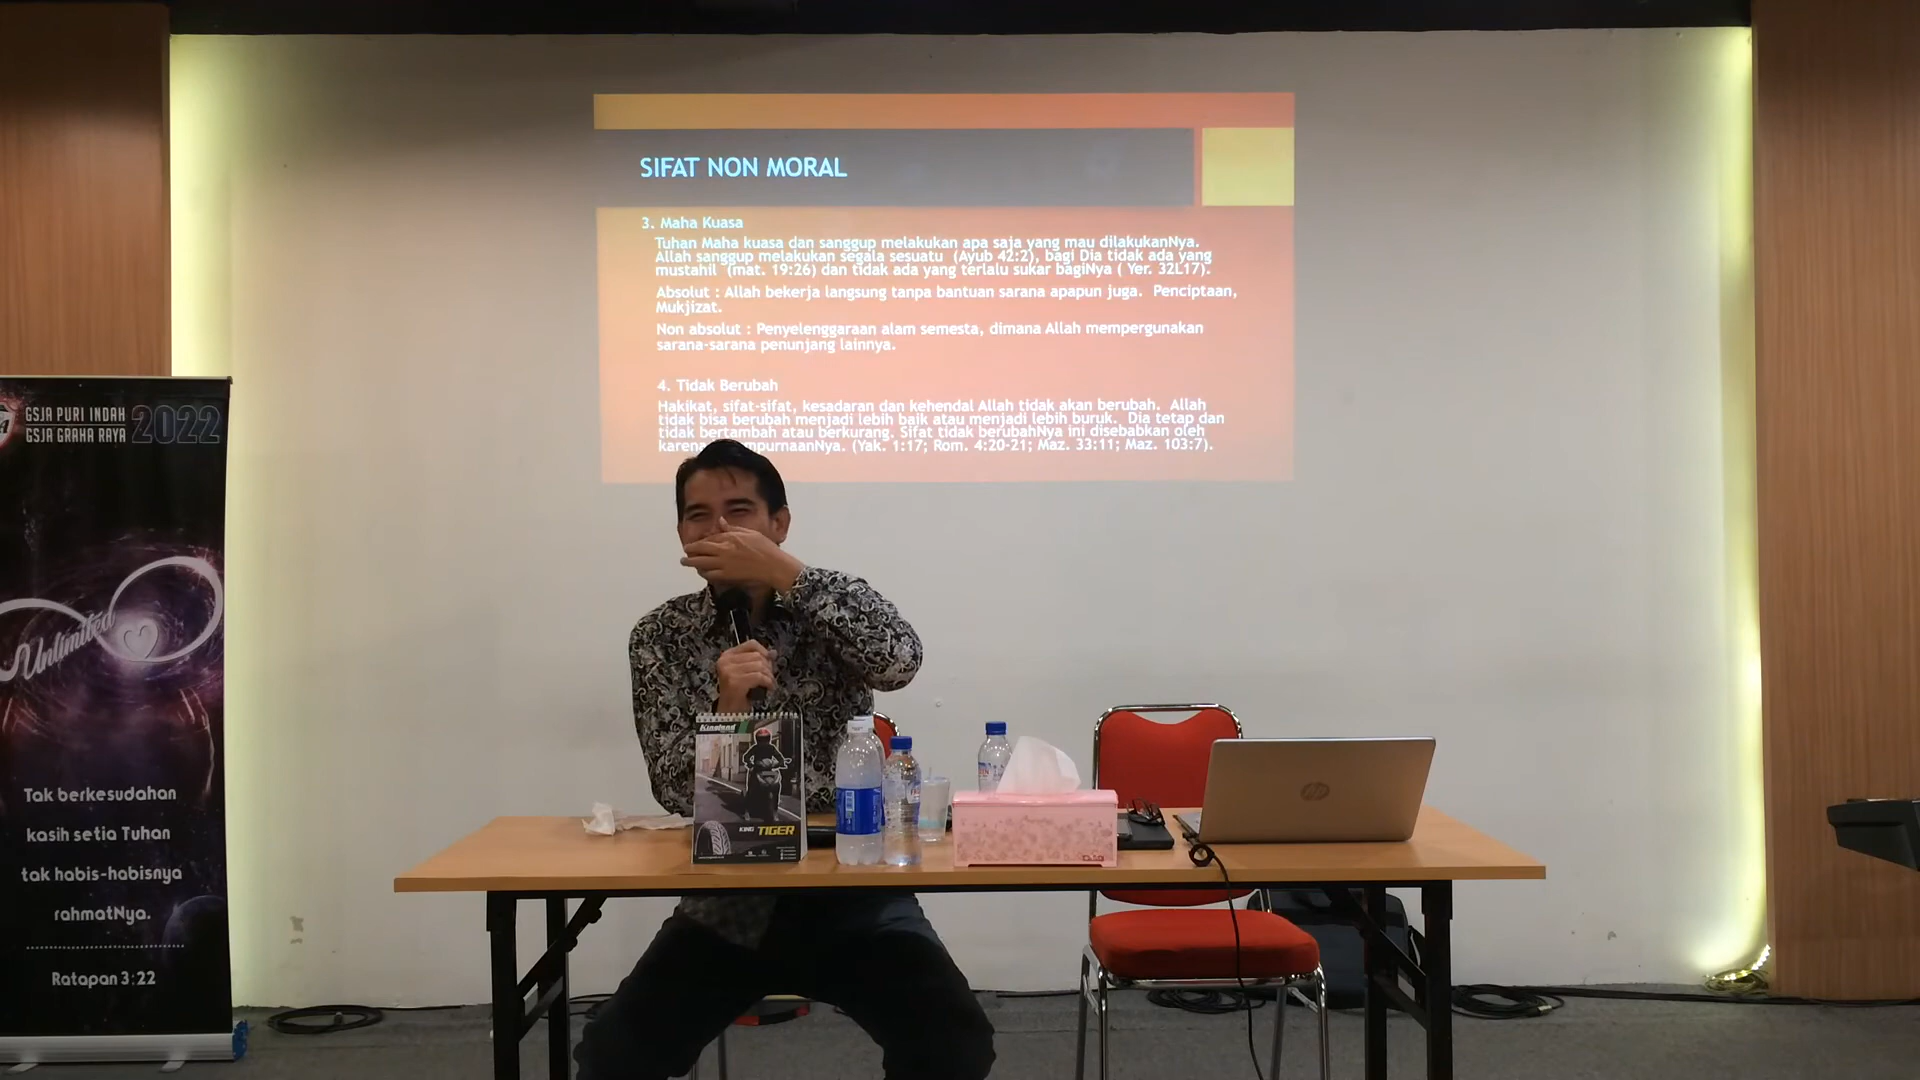 SIFAT NON MORAL
3. Maha Kuasa
Tuhan Maha kuasa dan sanggup melakukan apa saja yang mau dilakukanNya.
Allah sanggup melakukan segala sesuatu (Ayub 42:2), bagi Dia tidak ada yang
mustahil (mat. 19:26) dan tidak ada yang terlalu sukar bagiNya ( Yer. 32L17).
Absolut : Allah bekerja langsung tanpa bantuan sarana apapun juga. Penciptaan,
Mukjizat.
Non absolut : Penyelenggaraan alam semesta, dimana Allah mempergunakan
sarana-sarana penunjang lainnya.
4. Tidak Berubah
Hakikat, sifat-sifat, kesadaran dan kehendal Allah tidak akan berubah. Allah
tidak bisa berubah menjadi lebih baik atau menjadi lebih buruk. Dia tetap dan
tidak bertambah atau berkurang. Sifat tidak berubahNya ini disebabkan oleh
(Yak. 1:17; Rom. 4:20-21; Maz. 33:11; Maz. 103:7).
GSJA PURI INDAH
GSJA GRAHA RAYA
2022
Unlimited
Tak berkesudahan
kasih setia Tuhan
tak habis-habisnya
rahmatNya.
Ratapan 3:22
Kingland
KING TIGER
hp